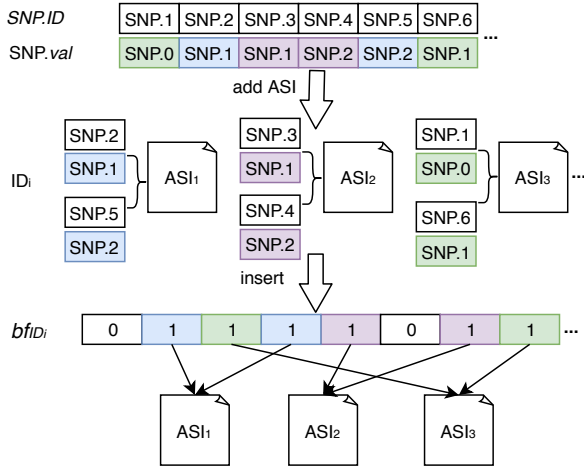 SNP.ID SNP.1 SNP.2 SNP.3 SNP.4 SNP.5 SNP.6 ...
SNP.val SNP.0 SNP.1 SNP.1 SNP.2 SNP.2 SNP.1
add ASI
SNP.2 SNP.3 SNP.1
SNP.1 SNP.1 SNP.0
IDi ASI1 ASI2 ASI3 ...
SNP.5 SNP.4 SNP.6
SNP.2 SNP.2 SNP.1
insert
bfIDi 0 1 1 1 1 0 1 1 ...
ASI1 ASI2 ASI3